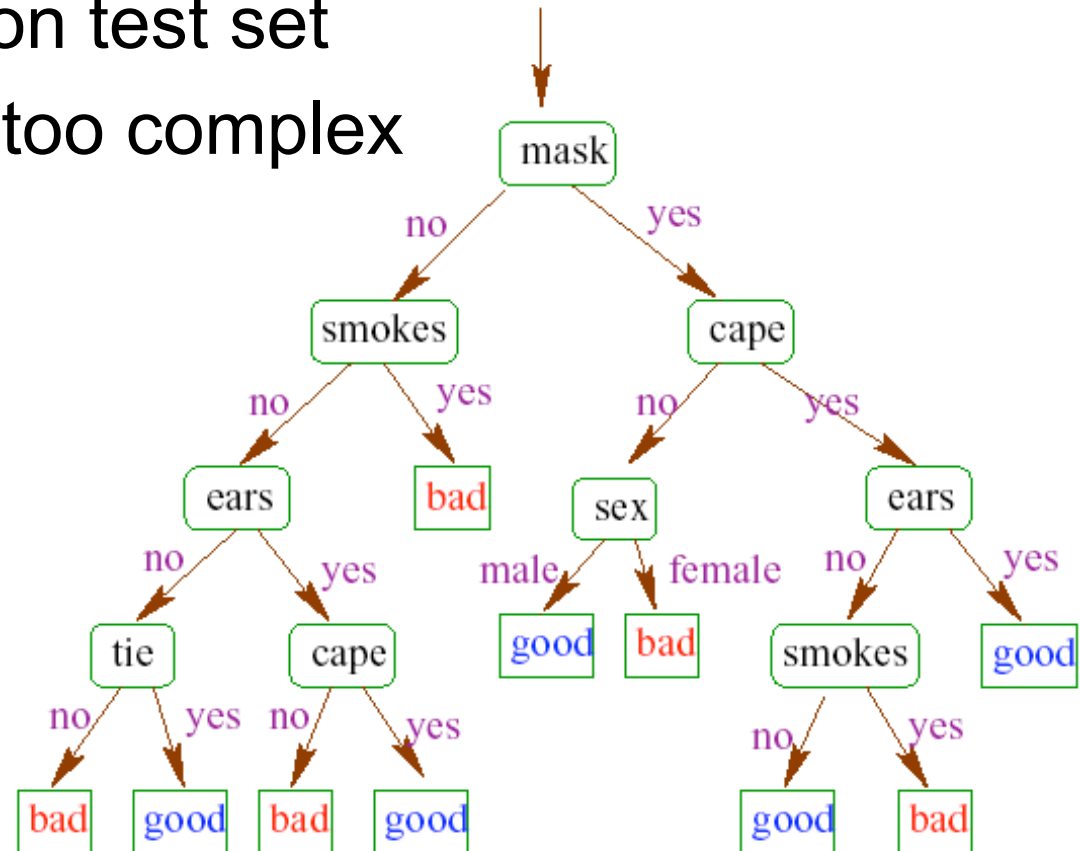 on test set
too complex
mask
no yes
smokes cape
no yes no yes
ears bad sex ears
no yes male female no yes
tie cape good bad smokes good
no yes no yes no yes
bad good bad good good bad